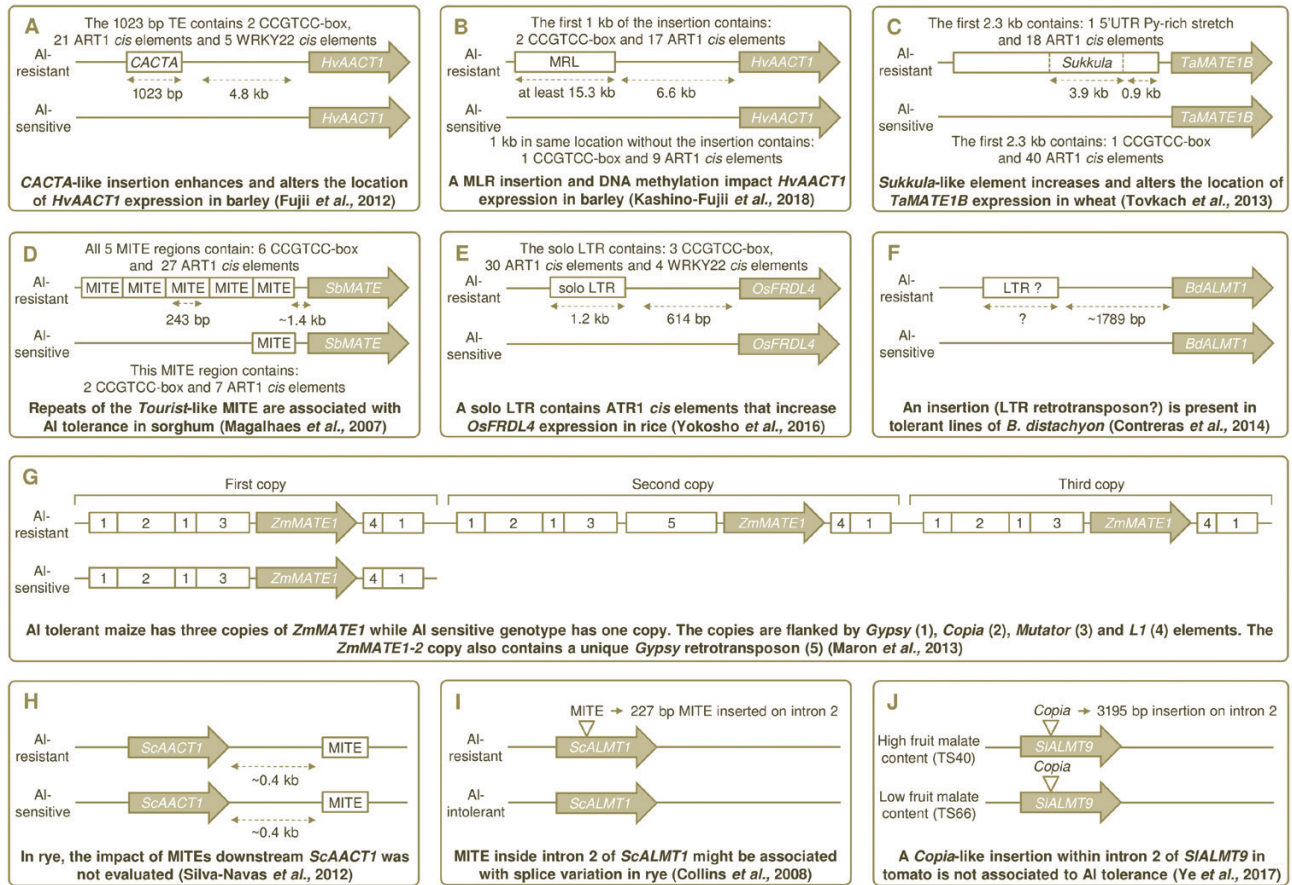 A
The 1023 bp TE contains 2 CCGTCC-box,
21 ART1 cis elements and 5 WRKY22 cis elements
Al-
resistant
CACTA
HvAACT1
1023 bp
4.8 kb
Al-
sensitive
HvAACT1
CACTA-like insertion enhances and alters the location
of HvAACT1 expression in barley (Fujii et al., 2012)
B
The first 1 kb of the insertion contains:
2 CCGTCC-box and 17 ART1 cis elements
Al-
resistant
MRL
HvAACT1
at least 15.3 kb
6.6 kb
Al-
sensitive
HvAACT1
1 kb in same location without the insertion contains:
1 CCGTCC-box and 9 ART1 cis elements
A MLR insertion and DNA methylation impact HvAACT1
expression in barley (Kashino-Fujii et al., 2018)
C
The first 2.3 kb contains: 1 5'UTR Py-rich stretch
and 18 ART1 cis elements
Al-
resistant
Sukkula
TaMATE1B
3.9 kb
0.9 kb
Al-
sensitive
TaMATE1B
The first 2.3 kb contains: 1 CCGTCC-box
and 40 ART1 cis elements
Sukkula-like element increases and alters the location of
TaMATE1B expression in wheat (Tovkach et al., 2013)
D
All 5 MITE regions contain: 6 CCGTCC-box
and 27 ART1 cis elements
Al-
resistant
MITE MITE MITE MITE MITE
SbMATE
243 bp
~1.4 kb
Al-
sensitive
MITE
SbMATE
This MITE region contains:
2 CCGTCC-box and 7 ART1 cis elements
Repeats of the Tourist-like MITE are associated with
Al tolerance in sorghum (Magalhaes et al., 2007)
E
The solo LTR contains: 3 CCGTCC-box,
30 ART1 cis elements and 4 WRKY22 cis elements
Al-
resistant
solo LTR
OsFRDL4
1.2 kb
614 bp
Al-
sensitive
OsFRDL4
A solo LTR contains ATR1 cis elements that increase
OsFRDL4 expression in rice (Yokosho et al., 2016)
F
Al-
resistant
LTR ?
BdALMT1
?
~1789 bp
Al-
sensitive
BdALMT1
An insertion (LTR retrotransposon?) is present in
tolerant lines of B. distachyon (Contreras et al., 2014)
G
First copy
Second copy
Third copy
Al-
resistant
1 2 1 3 ZmMATE1 4 1 1 2 1 3 5 ZmMATE1 4 1 1 2 1 3 ZmMATE1 4 1
Al-
sensitive
1 2 1 3 ZmMATE1 4 1
Al tolerant maize has three copies of ZmMATE1 while Al sensitive genotype has one copy. The copies are flanked by Gypsy (1), Copia (2), Mutator (3) and L1 (4) elements. The
ZmMATE1-2 copy also contains a unique Gypsy retrotransposon (5) (Maron et al., 2013)
H
Al-
resistant
ScAACT1
MITE
~0.4 kb
Al-
sensitive
ScAACT1
MITE
~0.4 kb
In rye, the impact of MITEs downstream ScAACT1 was
not evaluated (Silva-Navas et al., 2012)
I
MITE → 227 bp MITE inserted on intron 2
Al-
resistant
ScALMT1
Al-
intolerant
ScALMT1
MITE inside intron 2 of ScALMT1 might be associated
with splice variation in rye (Collins et al., 2008)
J
Copia → 3195 bp insertion on intron 2
High fruit malate
content (TS40)
SlALMT9
Copia
Low fruit malate
content (TS66)
SlALMT9
A Copia-like insertion within intron 2 of SlALMT9 in
tomato is not associated to Al tolerance (Ye et al., 2017)